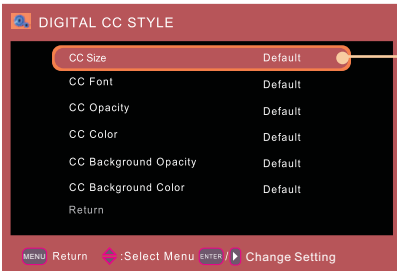 DIGITAL CC STYLE
CC Size Default
CC Font Default
CC Opacity Default
CC Color Default
CC Background Opacity Default
CC Background Color Default
Return
MENU Return :Select Menu ENTER / Change Setting